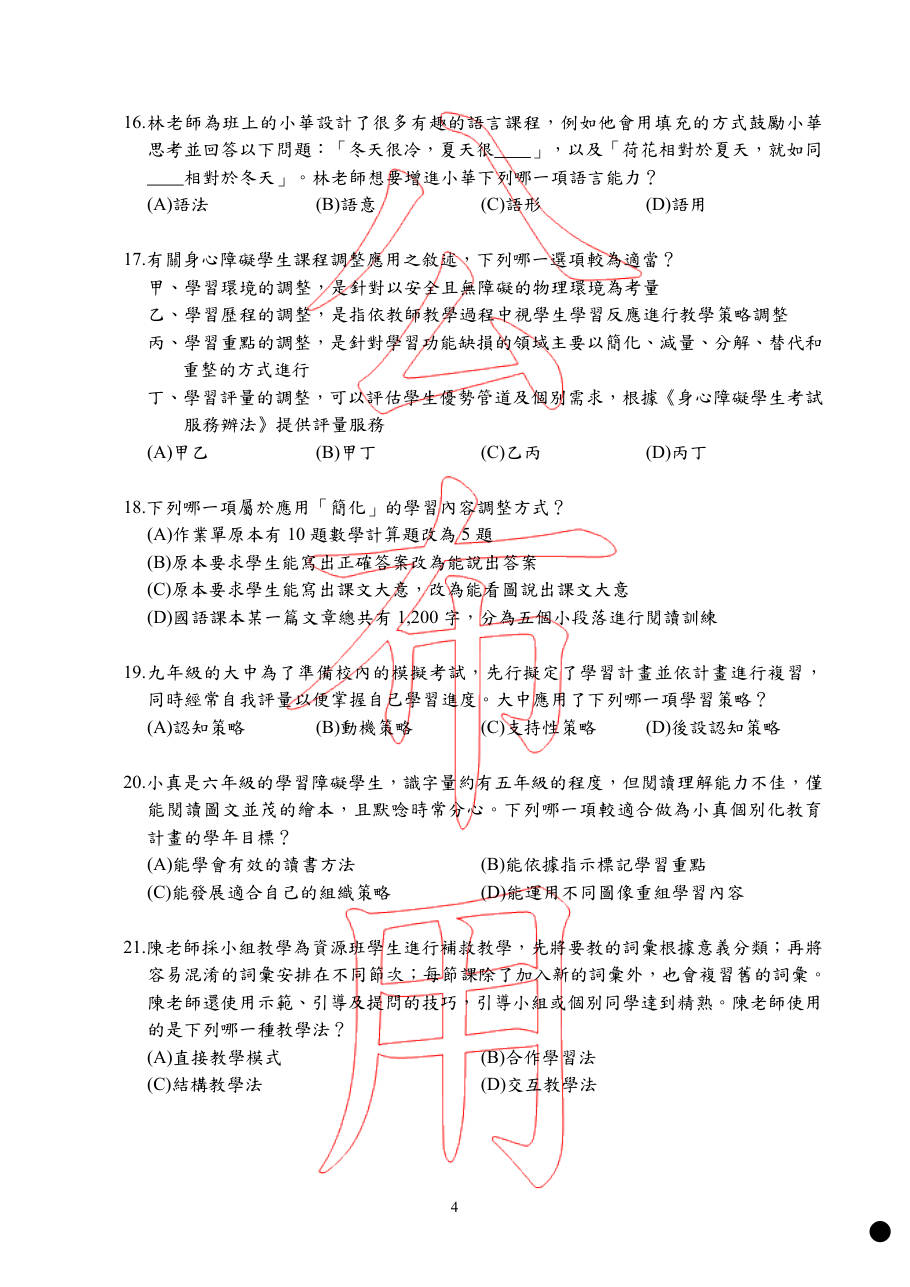 16.林老師為班上的小華設計了很多有趣的語言課程，例如他會用填充的方式鼓勵小華
思考並回答以下問題：「冬天很冷，夏天很____」，以及「荷花相對於夏天，就如同
____相對於冬天」。林老師想要增進小華下列哪一項語言能力？
(A)語法 (B)語意 (C)語形 (D)語用
17.有關身心障礙學生課程調整應用之敘述，下列哪一選項較為適當？
甲、學習環境的調整，是針對以安全且無障礙的物理環境為考量
乙、學習歷程的調整，是指依教師教學過程中視學生學習反應進行教學策略調整
丙、學習重點的調整，是針對學習功能缺損的領域主要以簡化、減量、分解、替代和
重整的方式進行
丁、學習評量的調整，可以評估學生優勢管道及個別需求，根據《身心障礙學生考試
服務辦法》提供評量服務
(A)甲乙 (B)甲丁 (C)乙丙 (D)丙丁
18.下列哪一項屬於應用「簡化」的學習內容調整方式？
(A)作業單原本有 10 題數學計算題改為 5 題
(B)原本要求學生能寫出正確答案改為能說出答案
(C)原本要求學生能寫出課文大意，改為能看圖說出課文大意
(D)國語課本某一篇文章總共有 1,200 字，分為五個小段落進行閱讀訓練
19.九年級的大中為了準備校內的模擬考試，先行擬定了學習計畫並依計畫進行複習，
同時經常自我評量以便掌握自己學習進度。大中應用了下列哪一項學習策略？
(A)認知策略 (B)動機策略 (C)支持性策略 (D)後設認知策略
20.小真是六年級的學習障礙學生，識字量約有五年級的程度，但閱讀理解能力不佳，僅
能閱讀圖文並茂的繪本，且默唸時常分心。下列哪一項較適合做為小真個別化教育
計畫的學年目標？
(A)能學會有效的讀書方法 (B)能依據指示標記學習重點
(C)能發展適合自己的組織策略 (D)能運用不同圖像重組學習內容
21.陳老師採小組教學為資源班學生進行補救教學，先將要教的詞彙根據意義分類；再將
容易混淆的詞彙安排在不同節次；每節課除了加入新的詞彙外，也會複習舊的詞彙。
陳老師還使用示範、引導及提問的技巧，引導小組或個別同學達到精熟。陳老師使用
的是下列哪一種教學法？
(A)直接教學模式 (B)合作學習法
(C)結構教學法 (D)交互教學法
公
布
用
4